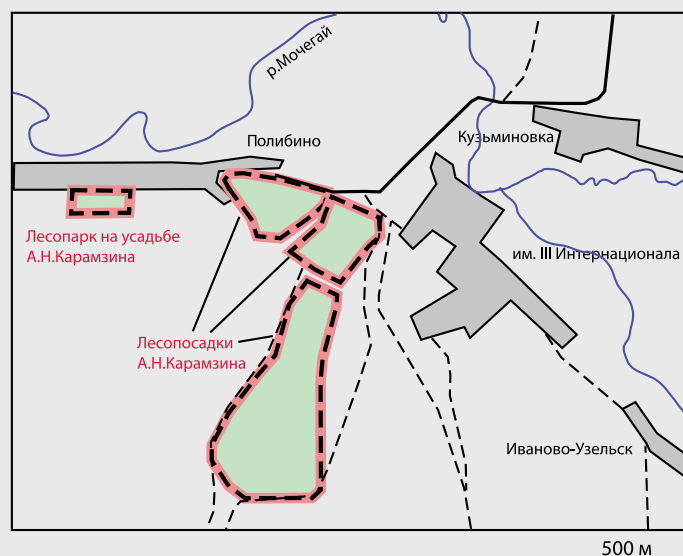 р.Мочегай
Полибино
Кузьминовка
Лесопарк на усадьбе
А.Н.Карамзина
им. III Интернационала
Лесопосадки
А.Н.Карамзина
Иваново-Узельск
500 м